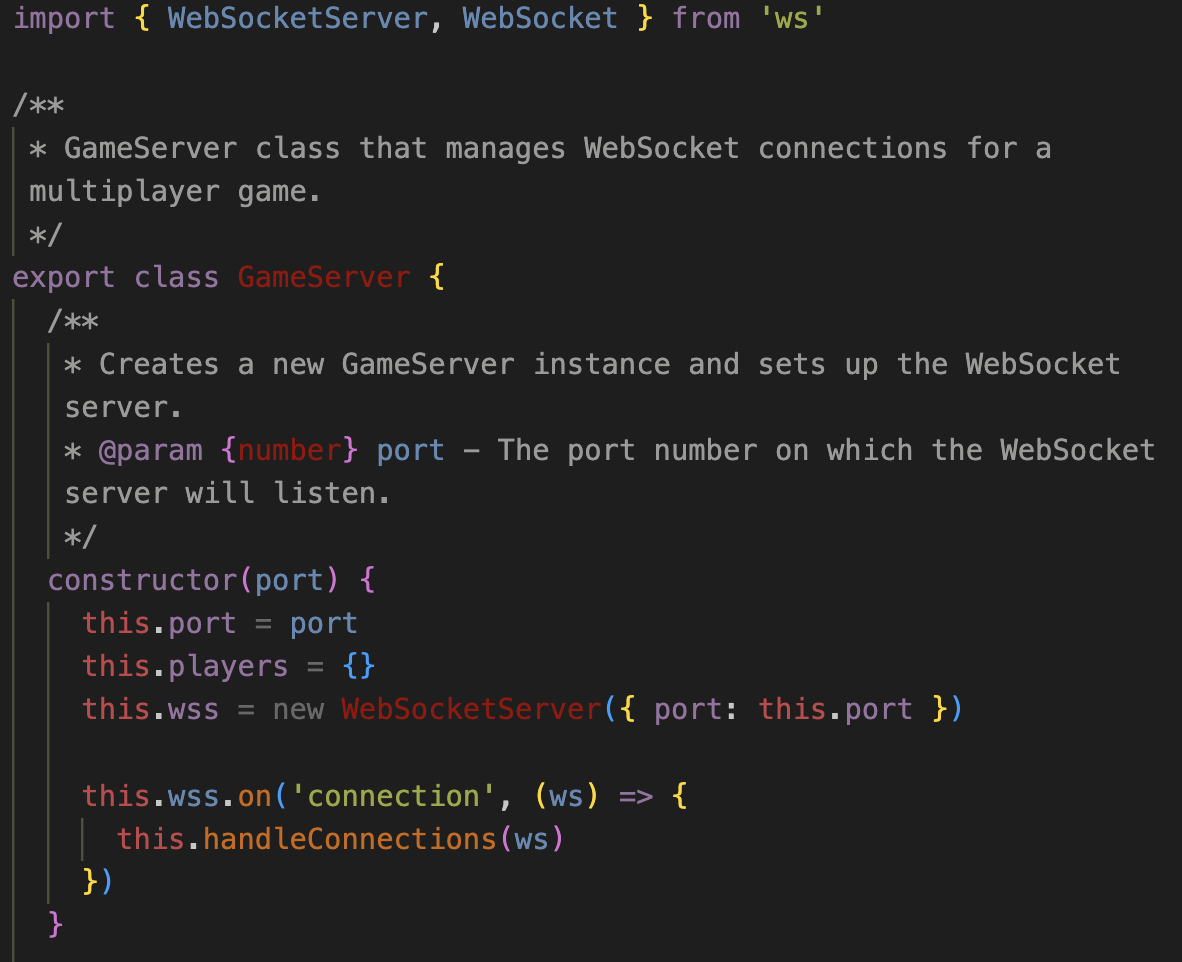 import { WebSocketServer, WebSocket } from 'ws'

/**
 * GameServer class that manages WebSocket connections for a
 multiplayer game.
 */
export class GameServer {
  /**
   * Creates a new GameServer instance and sets up the WebSocket
   server.
   * @param {number} port – The port number on which the WebSocket
   server will listen.
   */
  constructor(port) {
    this.port = port
    this.players = {}
    this.wss = new WebSocketServer({ port: this.port })

    this.wss.on('connection', (ws) => {
      this.handleConnections(ws)
    })
  }